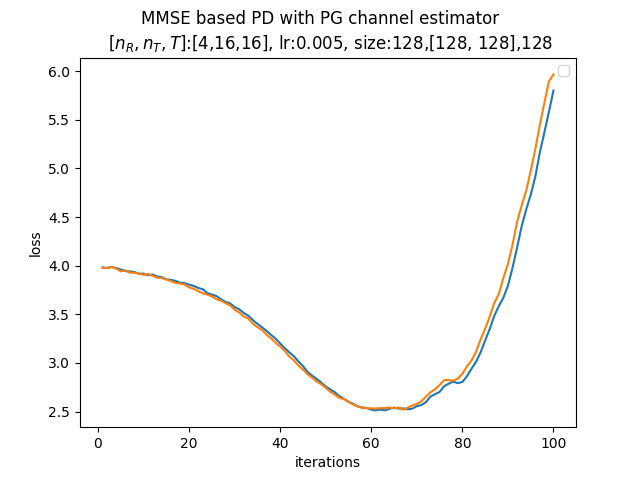 MMSE based PD with PG channel estimator
[n_R, n_T, T]:[4,16,16], lr:0.005, size:128,[128, 128],128
6.0
5.5
5.0
4.5
4.0
3.5
3.0
2.5
loss
0 20 40 60 80 100
iterations